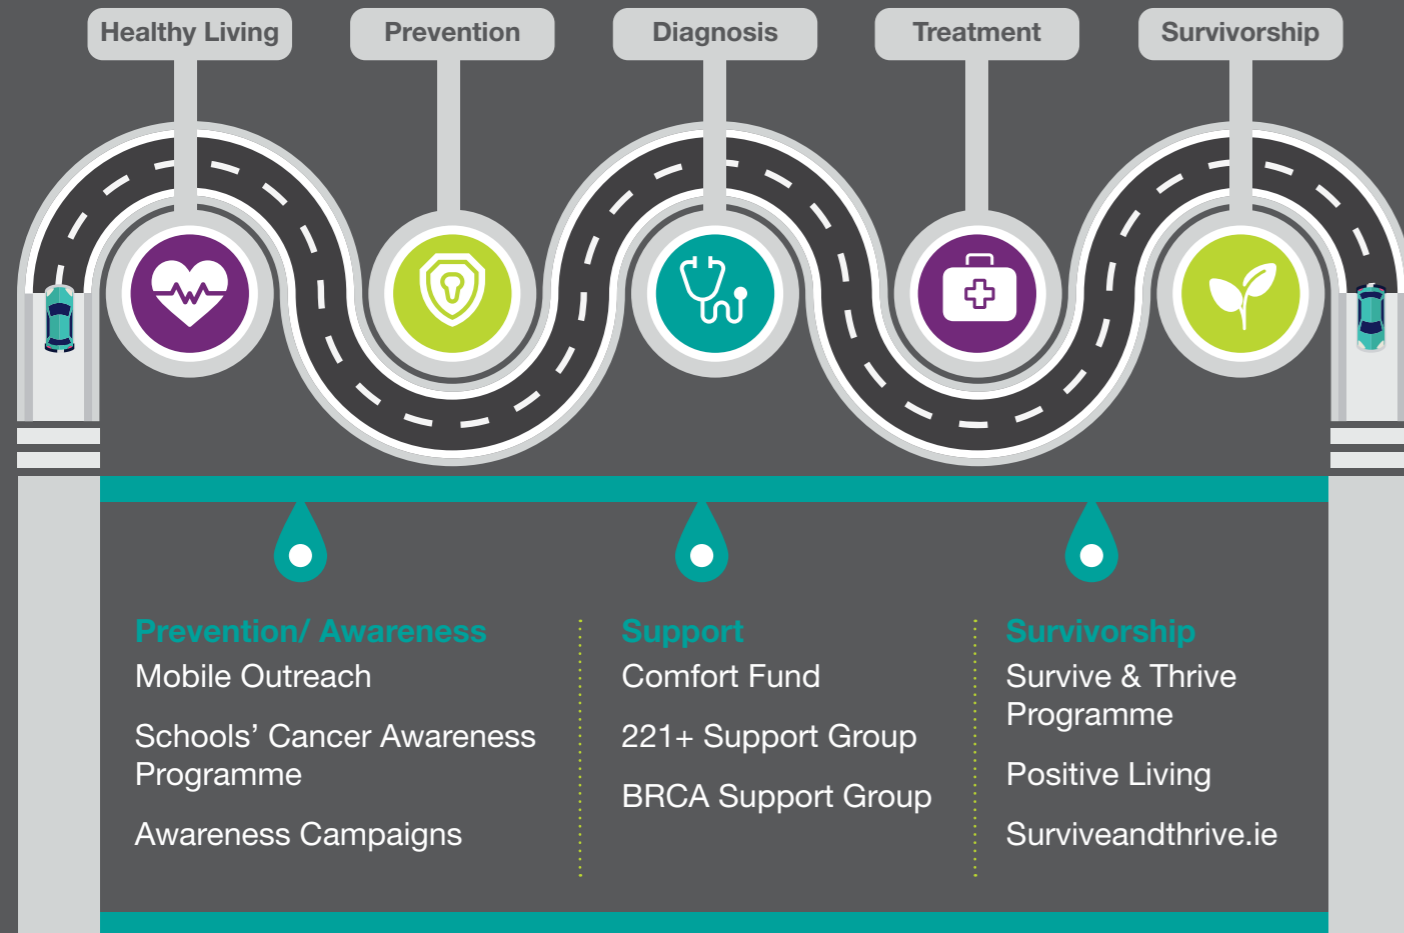 Healthy Living
Prevention
Diagnosis
Treatment
Survivorship
Prevention/ Awareness
Mobile Outreach
Schools’ Cancer Awareness
Programme
Awareness Campaigns
Support
Comfort Fund
221+ Support Group
BRCA Support Group
Survivorship
Survive & Thrive
Programme
Positive Living
Surviveandthrive.ie